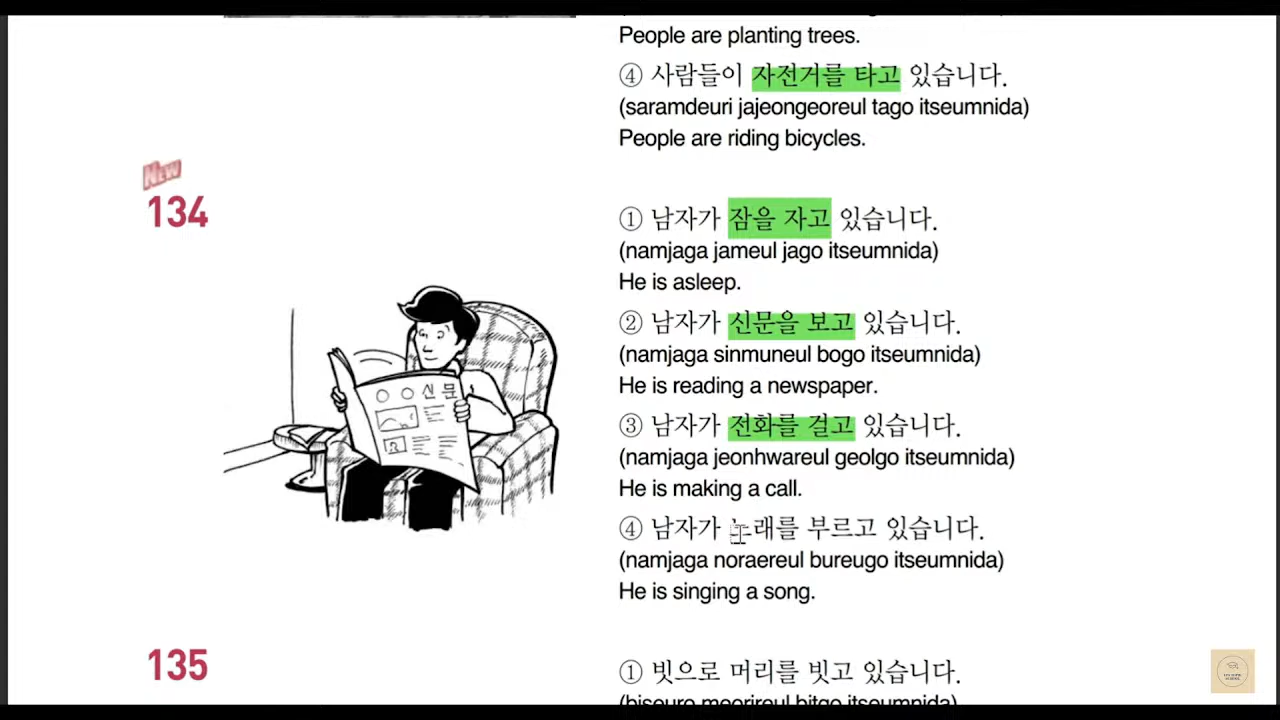 People are planting trees.
④ 사람들이 자전거를 타고 있습니다.
(saramdeuri jajeongeoreul tago itseumnida)
People are riding bicycles.
New
134
① 남자가 잠을 자고 있습니다.
(namjaga jameul jago itseumnida)
He is asleep.
② 남자가 신문을 보고 있습니다.
(namjaga sinmuneul bogo itseumnida)
He is reading a newspaper.
신문
③ 남자가 전화를 걸고 있습니다.
(namjaga jeonhwareul geolgo itseumnida)
He is making a call.
④ 남자가 노래를 부르고 있습니다.
(namjaga noraereul bureugo itseumnida)
He is singing a song.
135
① 빗으로 머리를 빗고 있습니다.
(biseuro meorireul bitgo itseumnida)